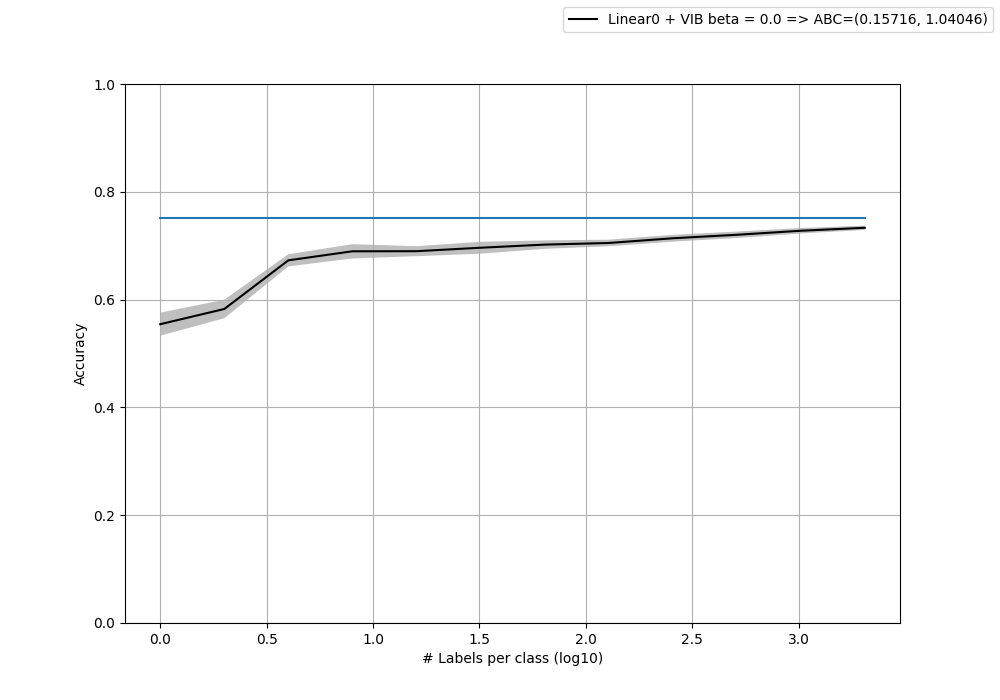 Linear0 + VIB beta = 0.0 => ABC=(0.15716, 1.04046)
1.0
0.8
0.6
0.4
0.2
0.0
Accuracy
0.0 0.5 1.0 1.5 2.0 2.5 3.0
# Labels per class (log10)